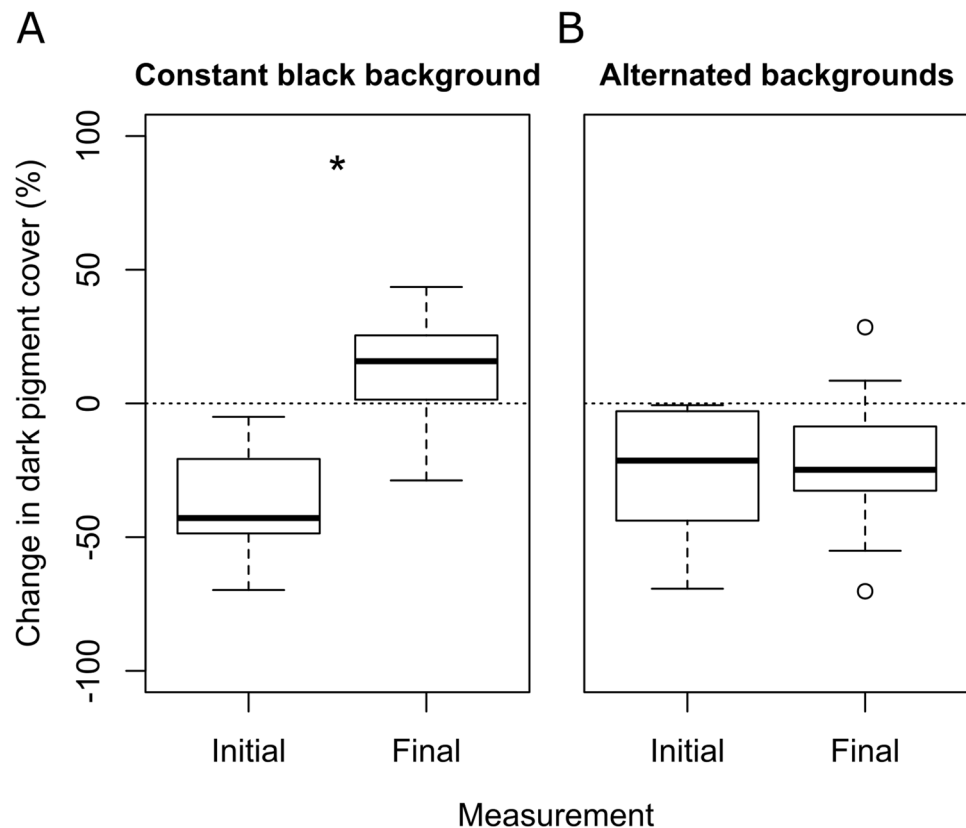 A
B
Constant black background
Alternated backgrounds
Change in dark pigment cover (%)
100
50
0
-50
-100
*
Initial
Final
Initial
Final
Measurement